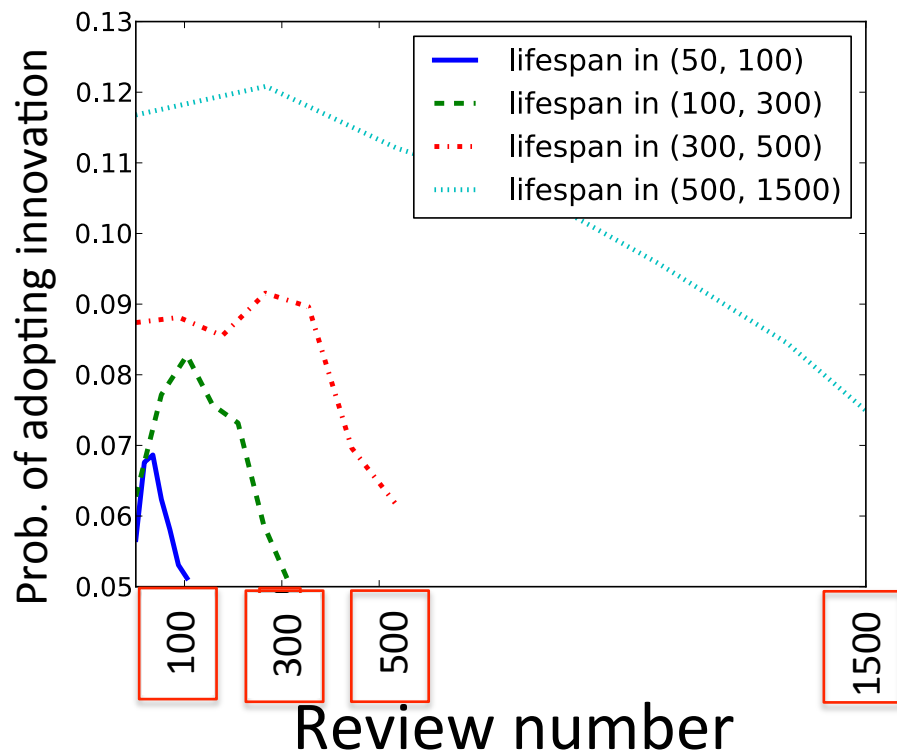 Prob. of adopting innovation
0.13
0.12
0.11
0.10
0.09
0.08
0.07
0.06
0.05
lifespan in (50, 100)
lifespan in (100, 300)
lifespan in (300, 500)
lifespan in (500, 1500)
100
300
500
1500
Review number